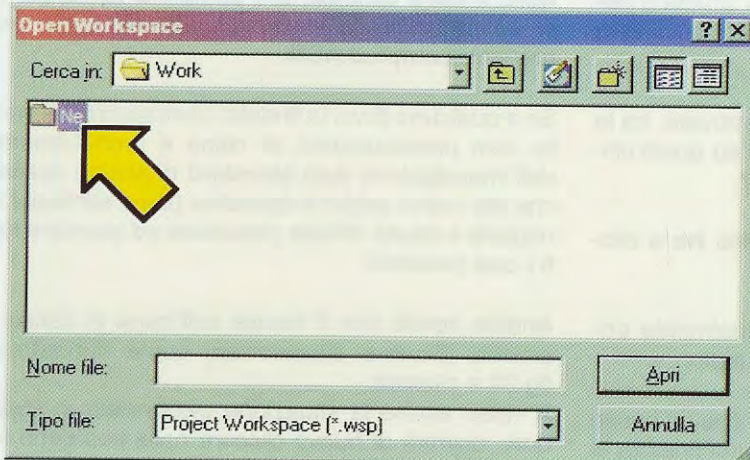 Open Workspace
Cerca in: Work
Ne
Nome file:
Apri
Tipo file: Project Workspace (*.wsp)
Annulla